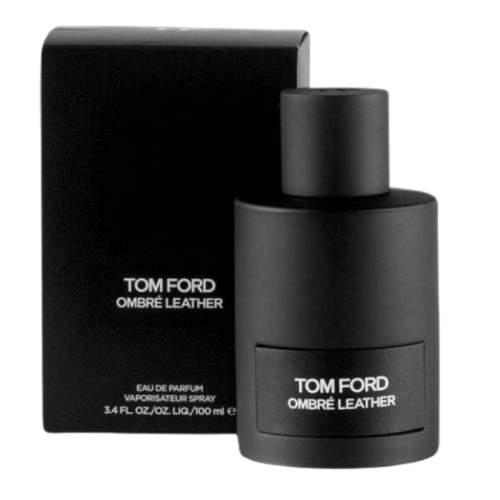 TOM FORD
OMBRÉ LEATHER
EAU DE PARFUM
VAPORISATEUR SPRAY
3.4 FL. OZ./OZ. LIQ./100 ml e
TOM FORD
OMBRÉ LEATHER